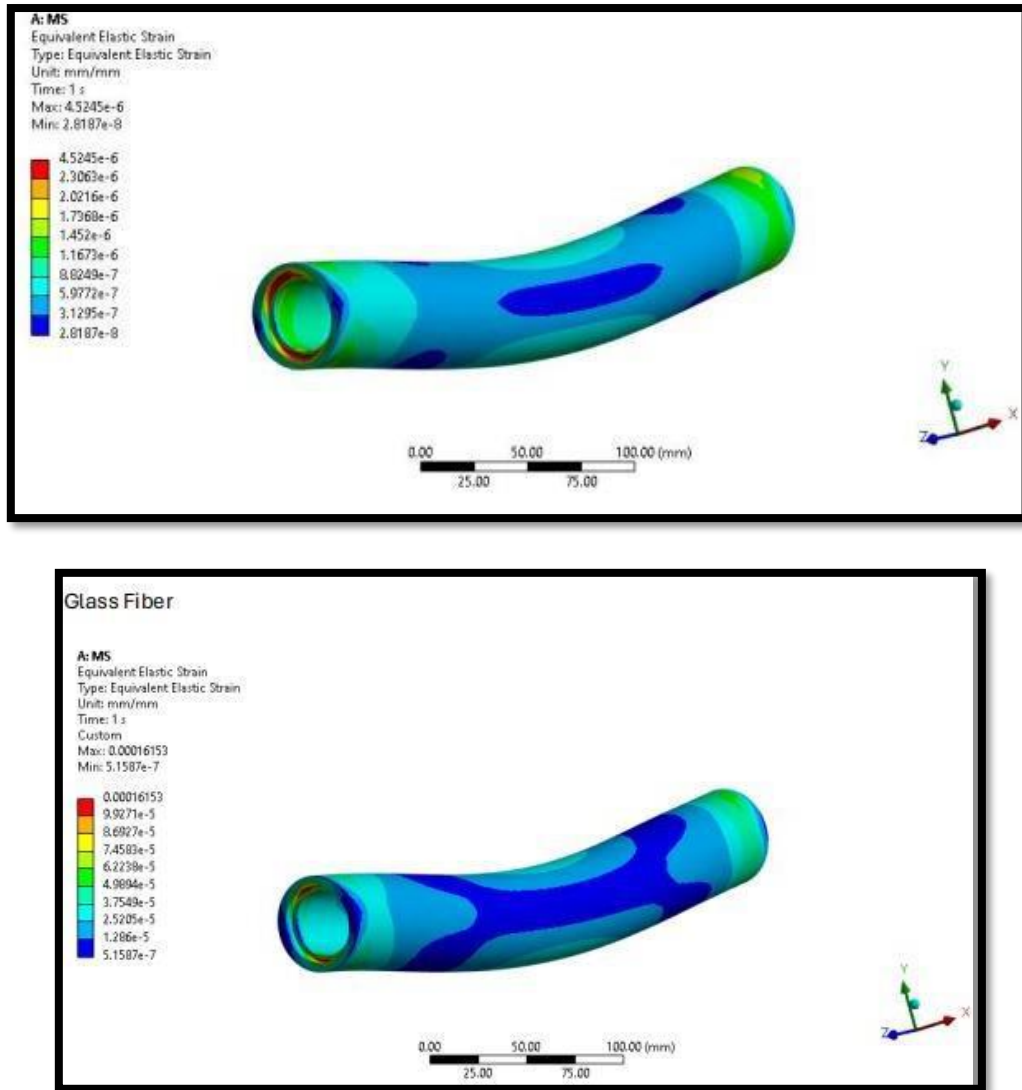 A: MS
Equivalent Elastic Strain
Type: Equivalent Elastic Strain
Unit: mm/mm
Time: 1 s
Max: 4.5245e-6
Min: 2.8187e-8
4.5245e-6
2.3063e-6
2.0216e-6
1.7368e-6
1.452e-6
1.1673e-6
8.8249e-7
5.9772e-7
3.1295e-7
2.8187e-8
Y
X
Z
0.00 50.00 100.00 (mm)
25.00 75.00
Glass Fiber
A: MS
Equivalent Elastic Strain
Type: Equivalent Elastic Strain
Unit: mm/mm
Time: 1 s
Custom
Max: 0.00016153
Min: 5.1587e-7
0.00016153
9.9271e-5
8.6927e-5
7.4583e-5
6.2238e-5
4.9894e-5
3.7549e-5
2.5205e-5
1.286e-5
5.1587e-7
Y
X
Z
0.00 50.00 100.00 (mm)
25.00 75.00